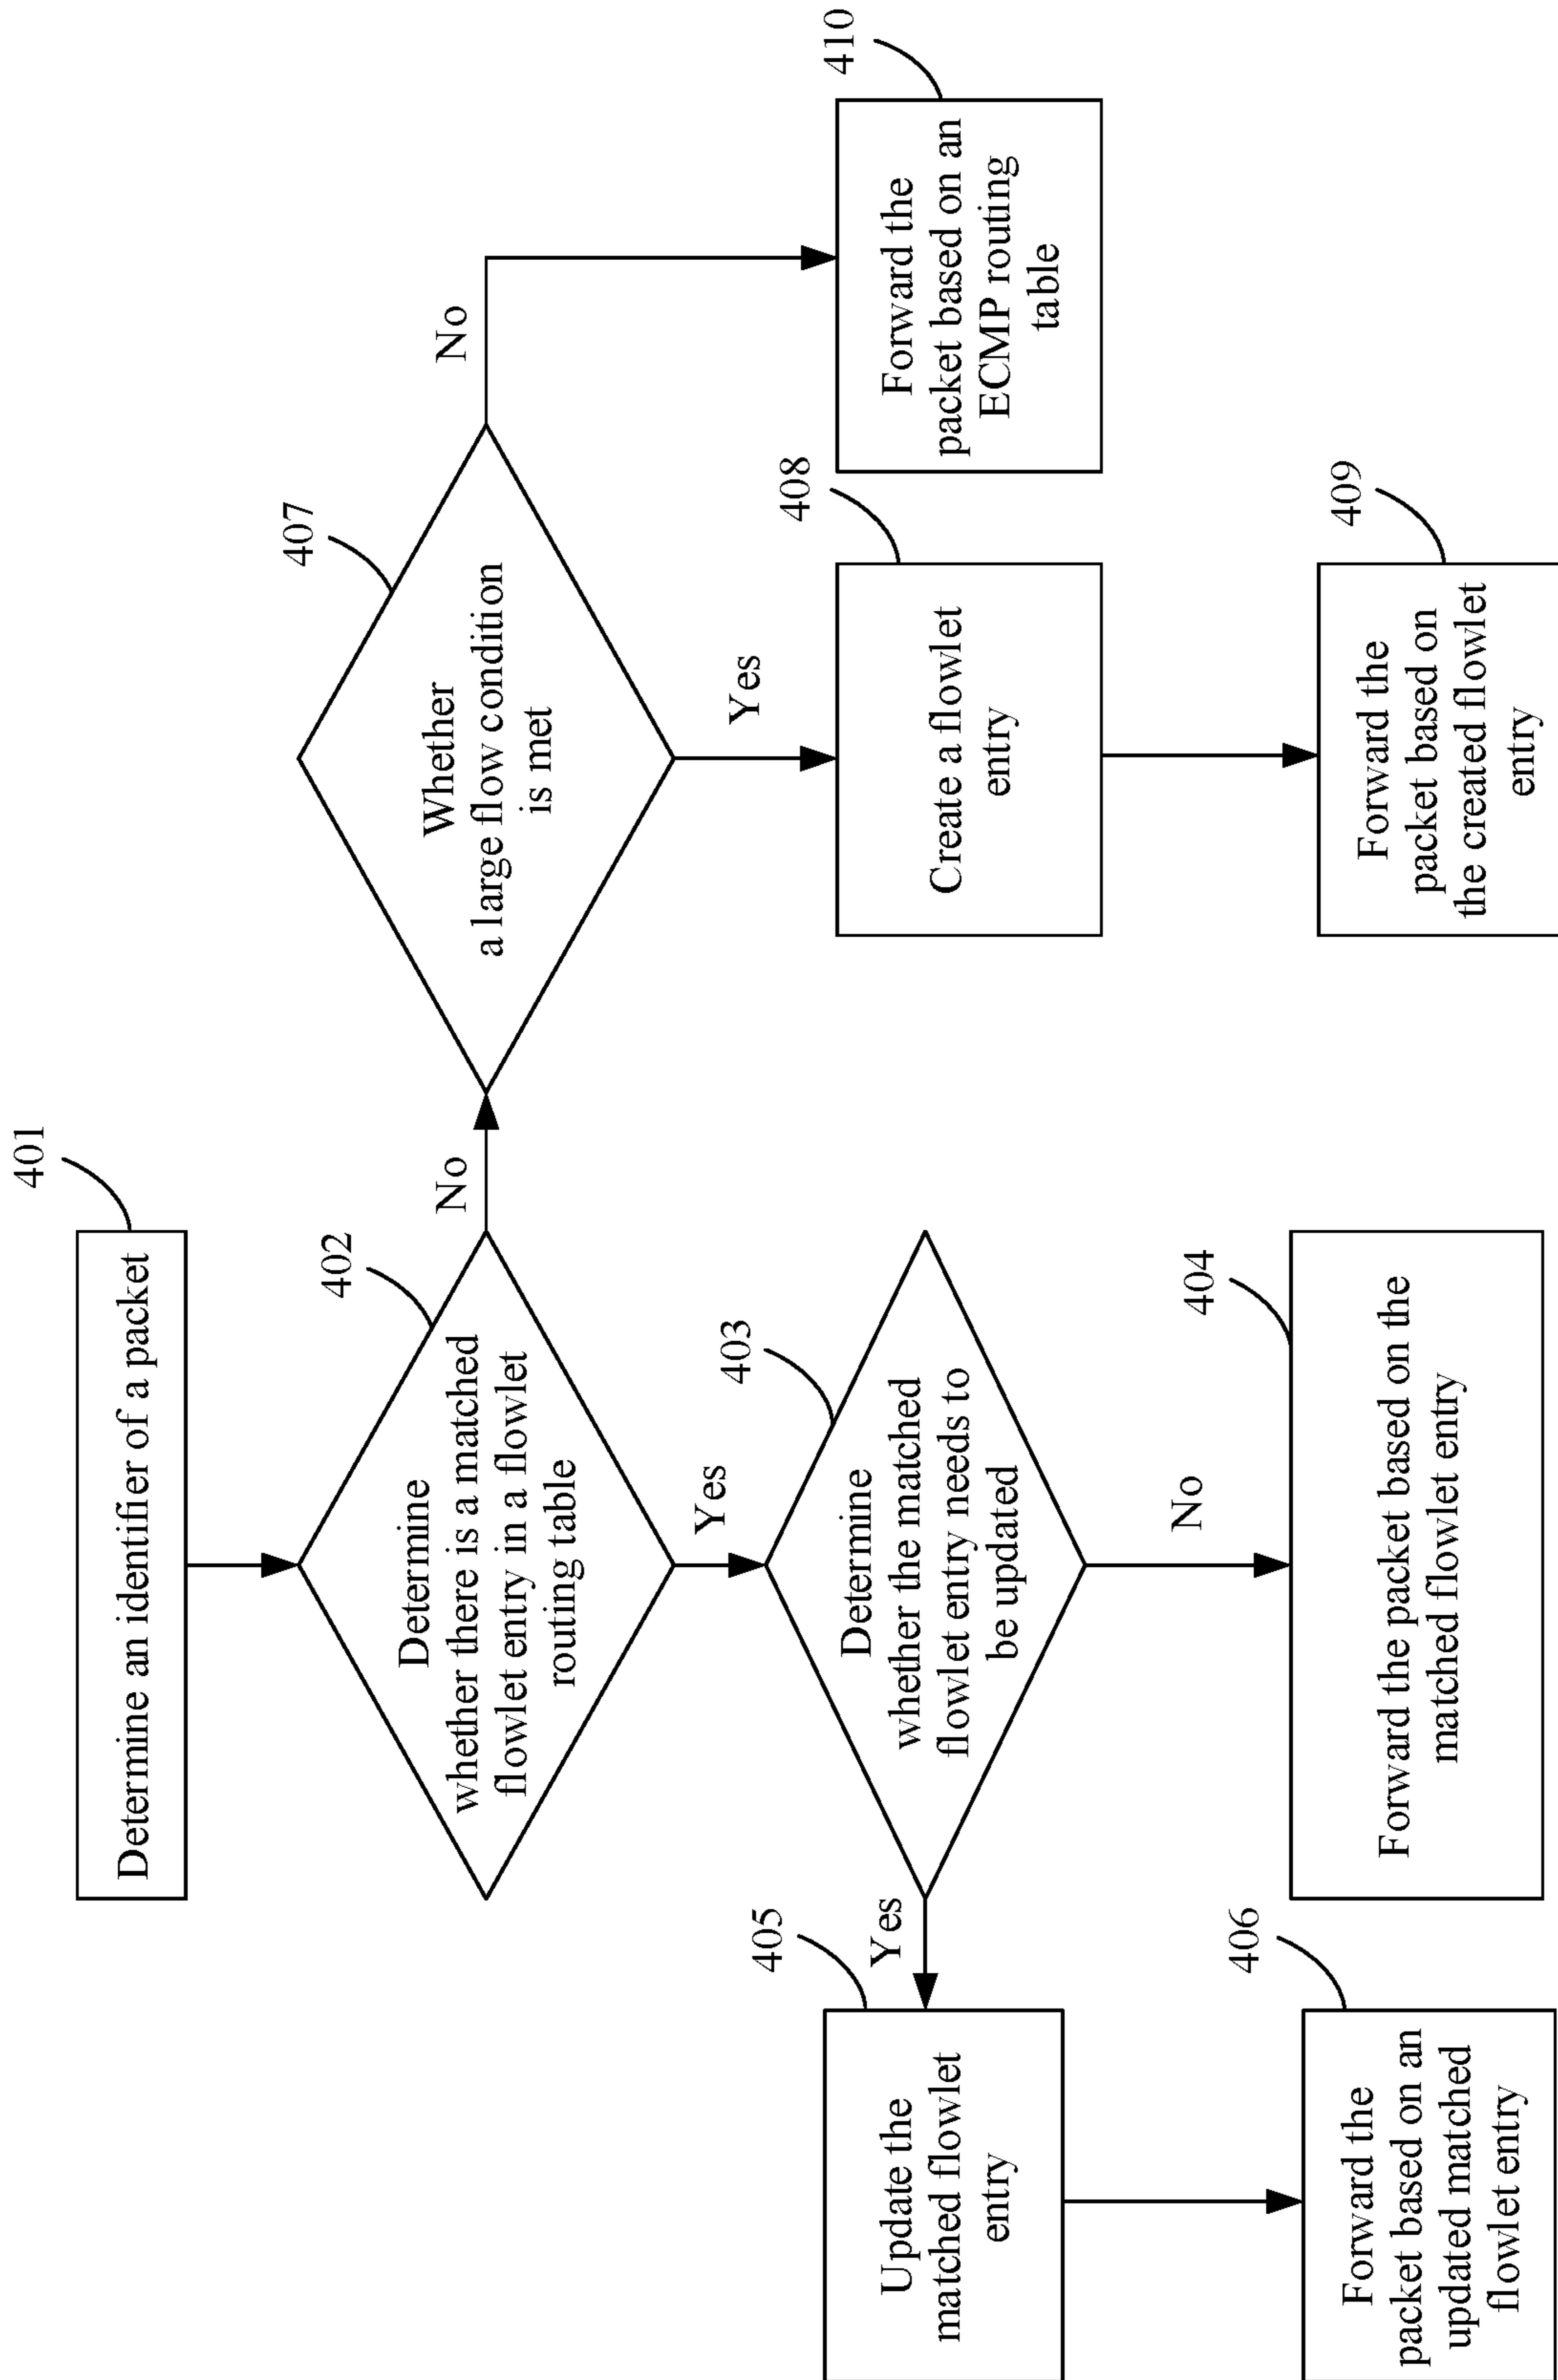 401
Determine an identifier of a packet
402
Determine
whether there is a matched
flowlet entry in a flowlet
routing table
No
Yes
407
Whether
a large flow condition
is met
No
Yes
403
Determine
whether the matched
flowlet entry needs to
be updated
Yes
No
405
Update the
matched flowlet
entry
406
Forward the
packet based on an
updated matched
flowlet entry
404
Forward the packet based on the
matched flowlet entry
408
Create a flowlet
entry
409
Forward the
packet based on
the created flowlet
entry
410
Forward the
packet based on an
ECMP routing
table